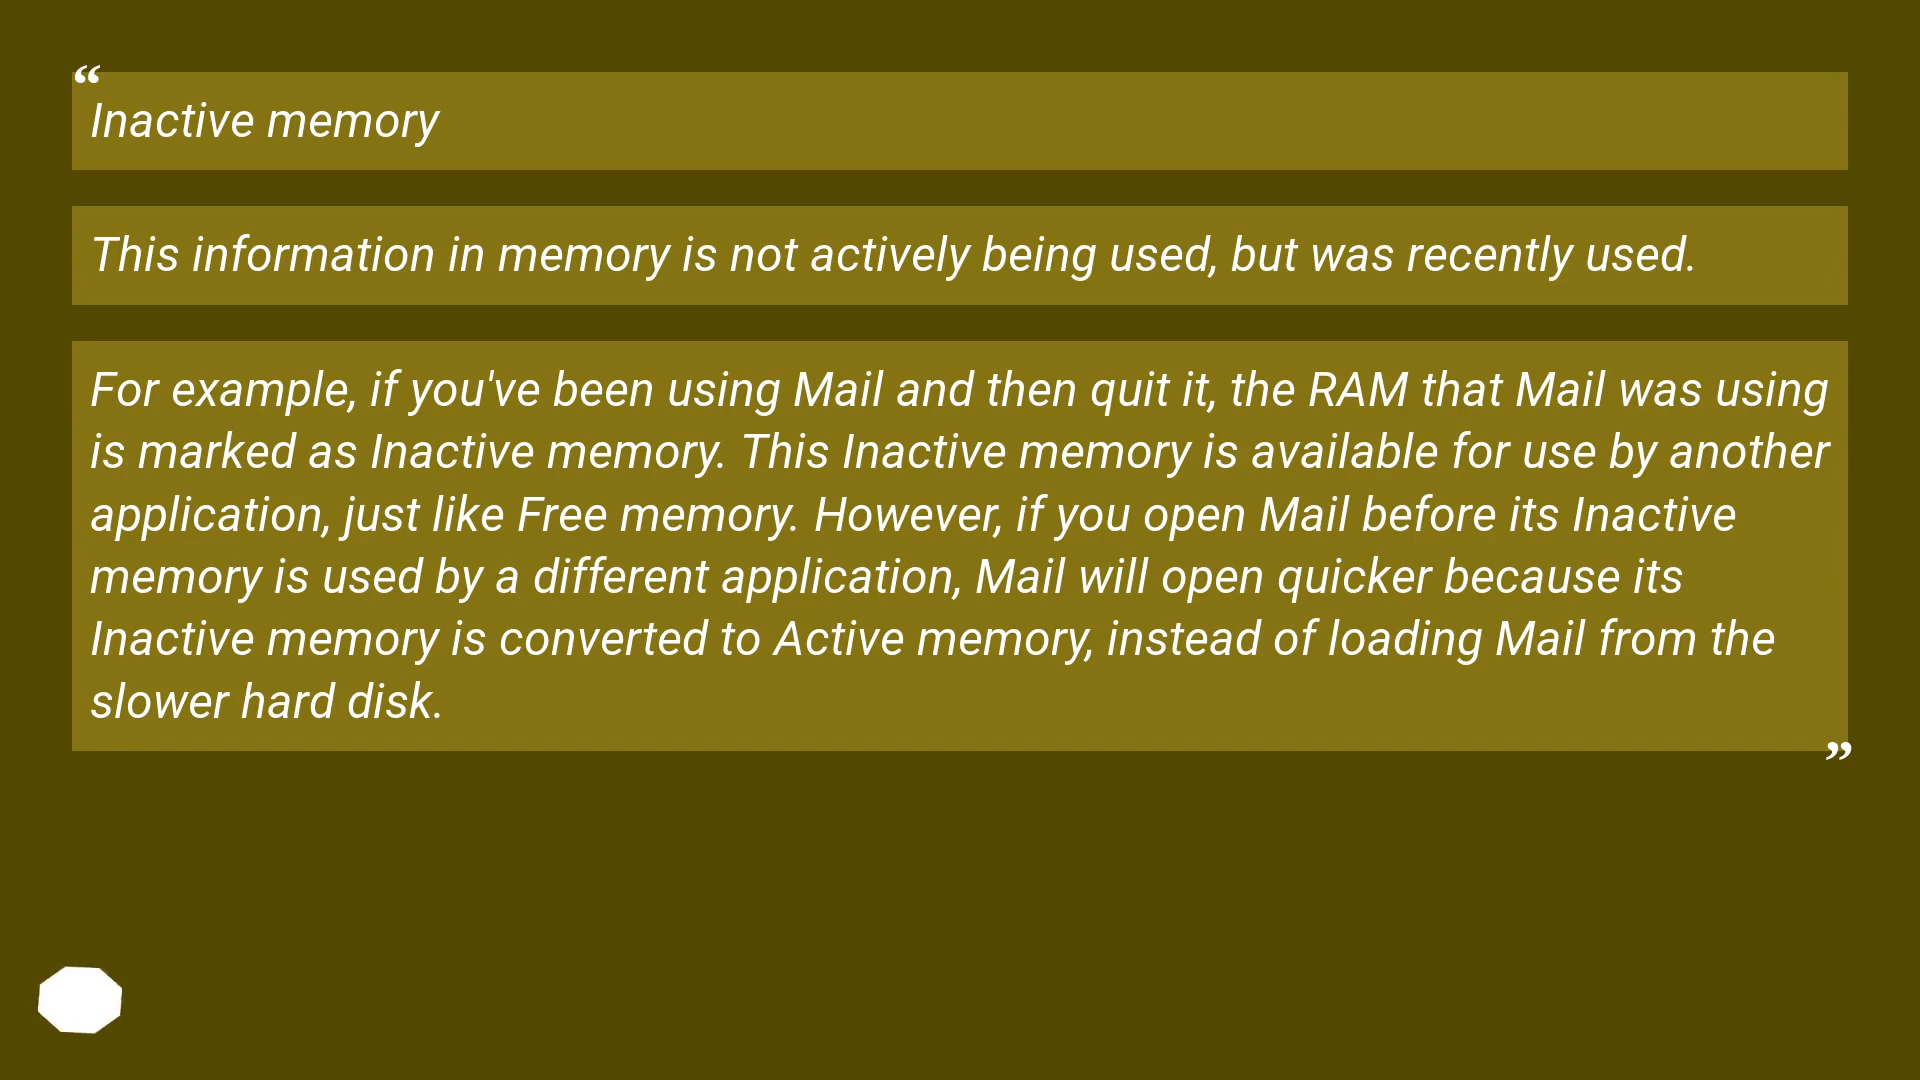 “
Inactive memory
This information in memory is not actively being used, but was recently used.
For example, if you've been using Mail and then quit it, the RAM that Mail was using
is marked as Inactive memory. This Inactive memory is available for use by another
application, just like Free memory. However, if you open Mail before its Inactive
memory is used by a different application, Mail will open quicker because its
Inactive memory is converted to Active memory, instead of loading Mail from the
slower hard disk.
”